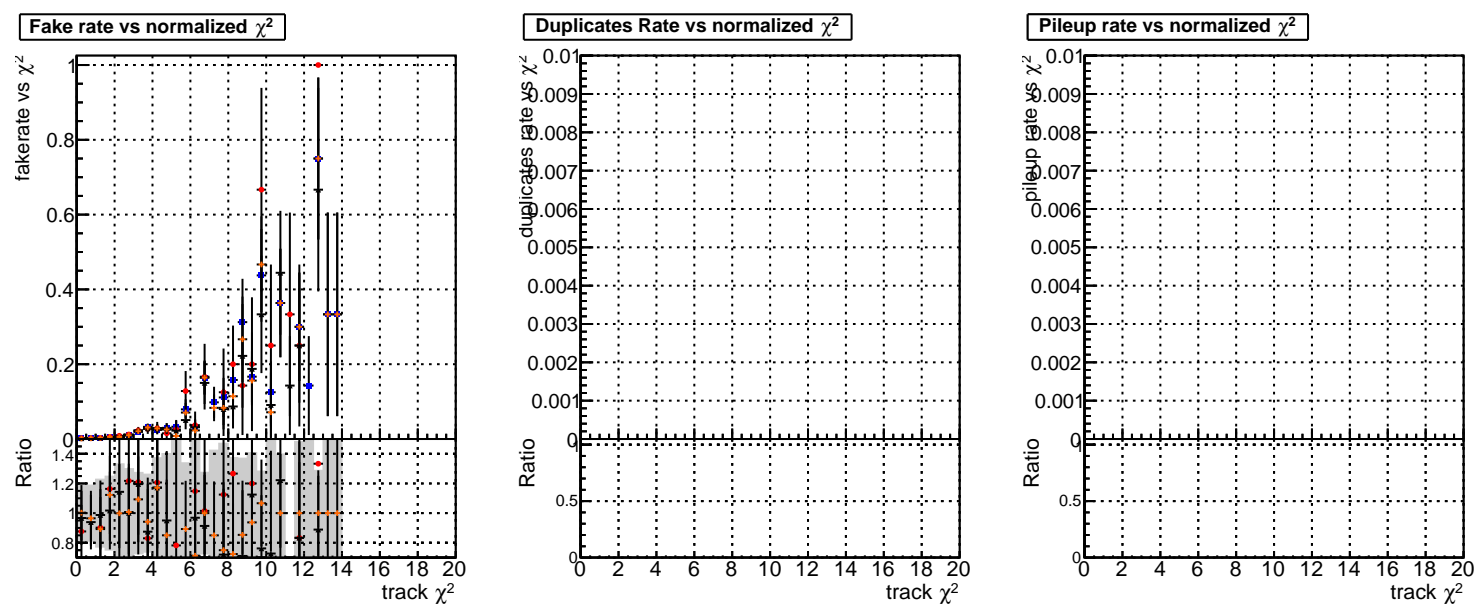 Fake rate vs normalized χ²
fakerate vs χ²
1
0.8
0.6
0.4
0.2
0
Ratio
1.4
1.2
1
0.8
0 2 4 6 8 10 12 14 16 18 20
track χ²
Duplicates Rate vs normalized χ²
duplicates rate vs χ²
0.01
0.009
0.008
0.007
0.006
0.005
0.004
0.003
0.002
0.001
0
Ratio
1
0.5
0
0 2 4 6 8 10 12 14 16 18 20
track χ²
Pileup rate vs normalized χ²
pileup rate vs χ²
0.01
0.009
0.008
0.007
0.006
0.005
0.004
0.003
0.002
0.001
0
Ratio
1
0.5
0
0 2 4 6 8 10 12 14 16 18 20
track χ²